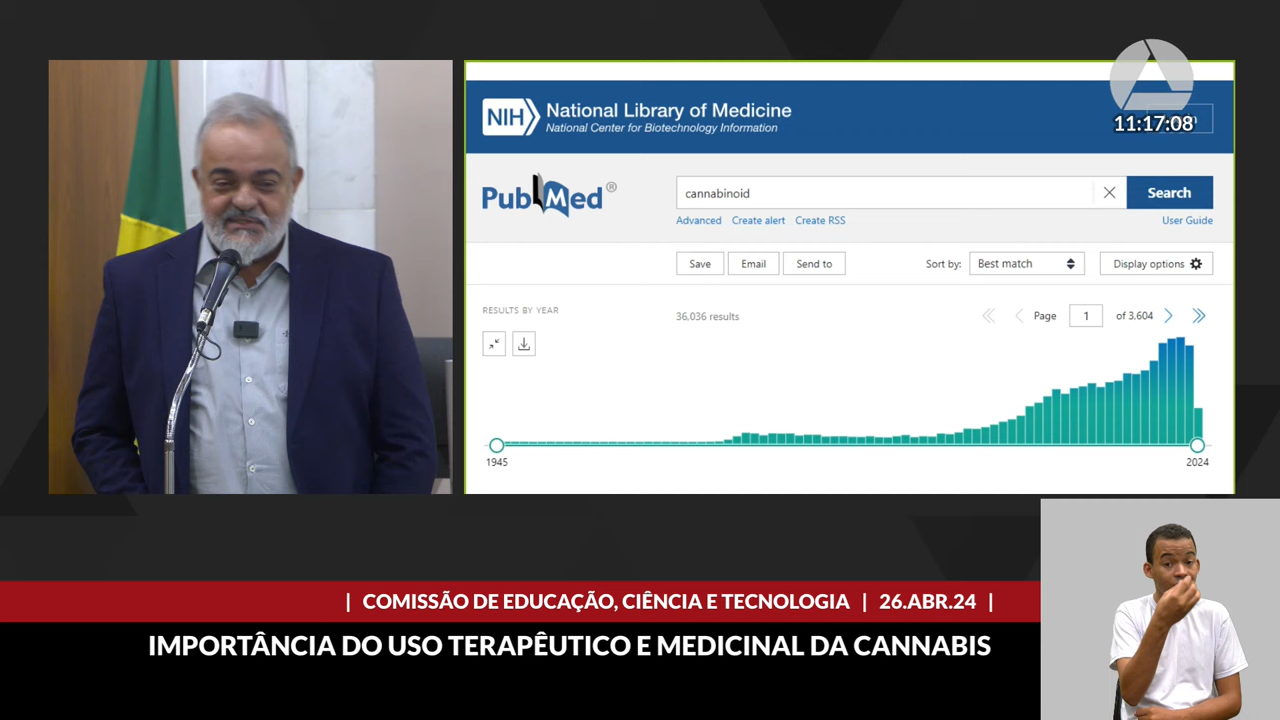 NIH National Library of Medicine
National Center for Biotechnology Information
11:17:08
PubMed®
cannabinoid
Search
Advanced Create alert Create RSS
User Guide
Save Email Send to
Sort by: Best match Display options
RESULTS BY YEAR
36,036 results
Page 1 of 3,604
1945 2024
| COMISSÃO DE EDUCAÇÃO, CIÊNCIA E TECNOLOGIA | 26.ABR.24 |
IMPORTÂNCIA DO USO TERAPÊUTICO E MEDICINAL DA CANNABIS